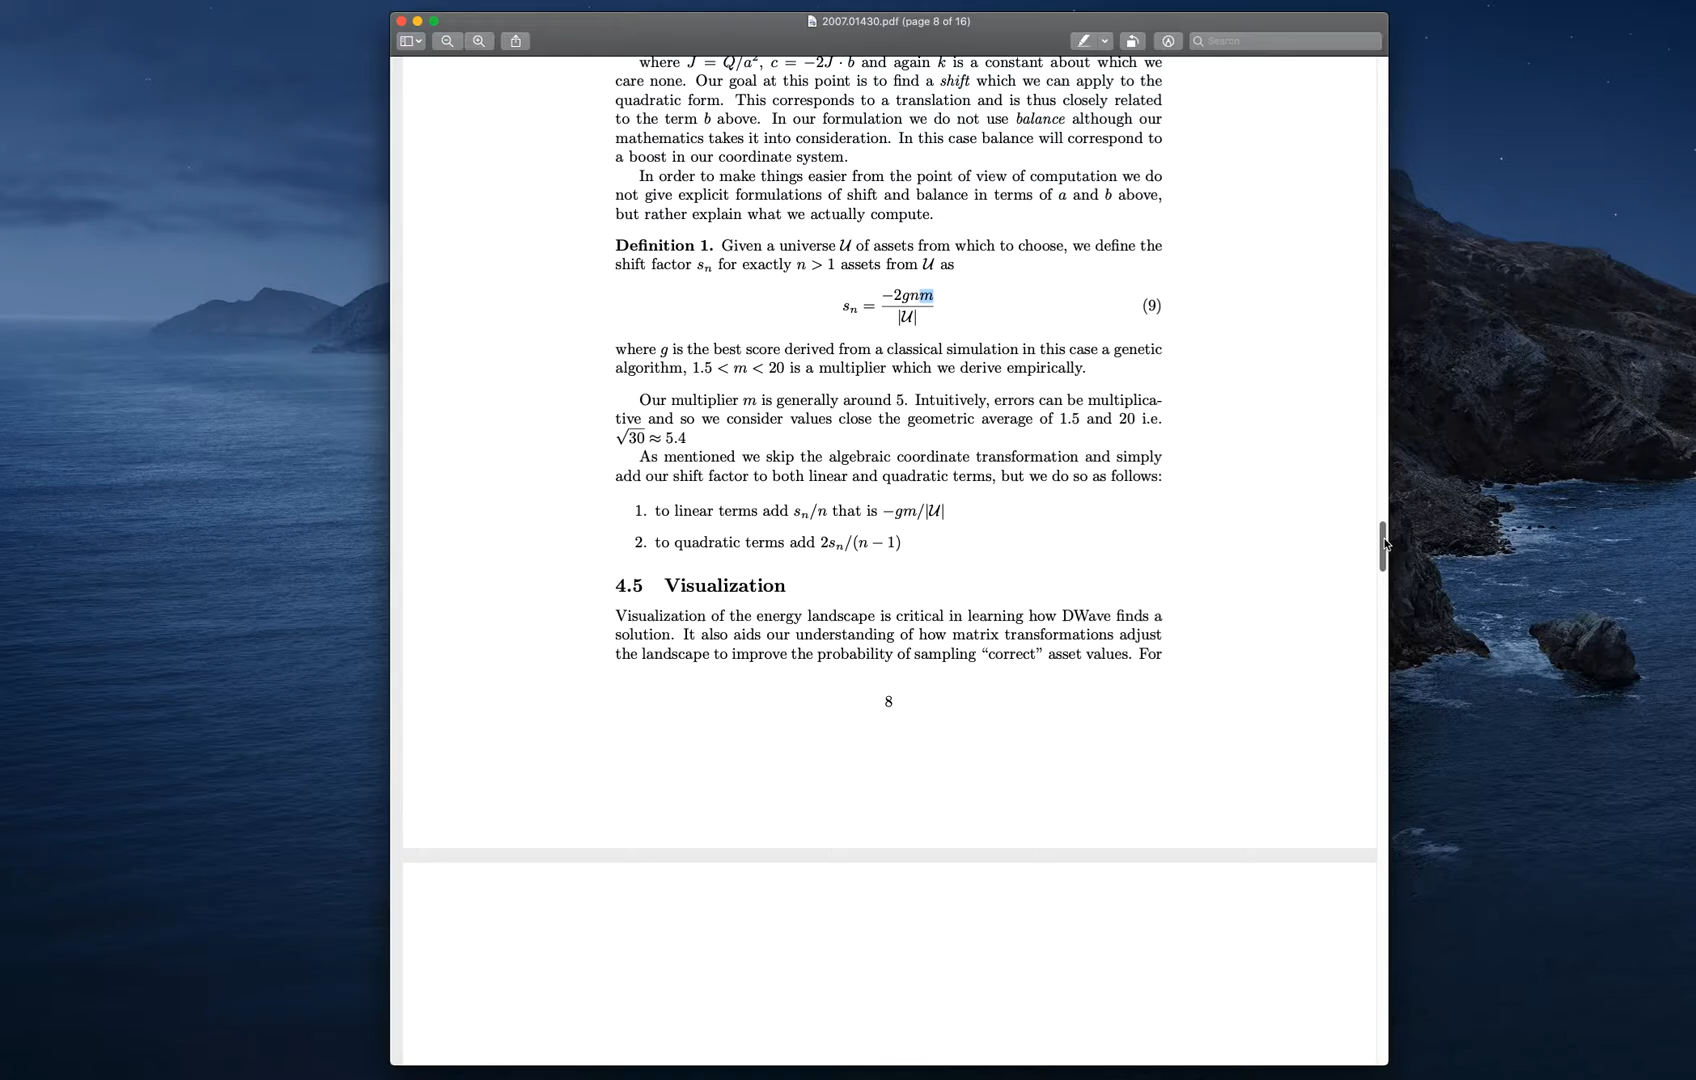 2007.01430.pdf (page 8 of 16)
Search
where J = Q/a², c = −2J · b and again k is a constant about which we
care none. Our goal at this point is to find a shift which we can apply to the
quadratic form. This corresponds to a translation and is thus closely related
to the term b above. In our formulation we do not use balance although our
mathematics takes it into consideration. In this case balance will correspond to
a boost in our coordinate system.
In order to make things easier from the point of view of computation we do
not give explicit formulations of shift and balance in terms of a and b above,
but rather explain what we actually compute.
Definition 1. Given a universe 𝒰 of assets from which to choose, we define the
shift factor sₙ for exactly n > 1 assets from 𝒰 as
sₙ = −2gnm / |𝒰| (9)
where g is the best score derived from a classical simulation in this case a genetic
algorithm, 1.5 < m < 20 is a multiplier which we derive empirically.
Our multiplier m is generally around 5. Intuitively, errors can be multiplica-
tive and so we consider values close the geometric average of 1.5 and 20 i.e.
√30 ≈ 5.4
As mentioned we skip the algebraic coordinate transformation and simply
add our shift factor to both linear and quadratic terms, but we do so as follows:
1. to linear terms add sₙ/n that is −gm/|𝒰|
2. to quadratic terms add 2sₙ/(n − 1)
4.5 Visualization
Visualization of the energy landscape is critical in learning how DWave finds a
solution. It also aids our understanding of how matrix transformations adjust
the landscape to improve the probability of sampling “correct” asset values. For
8